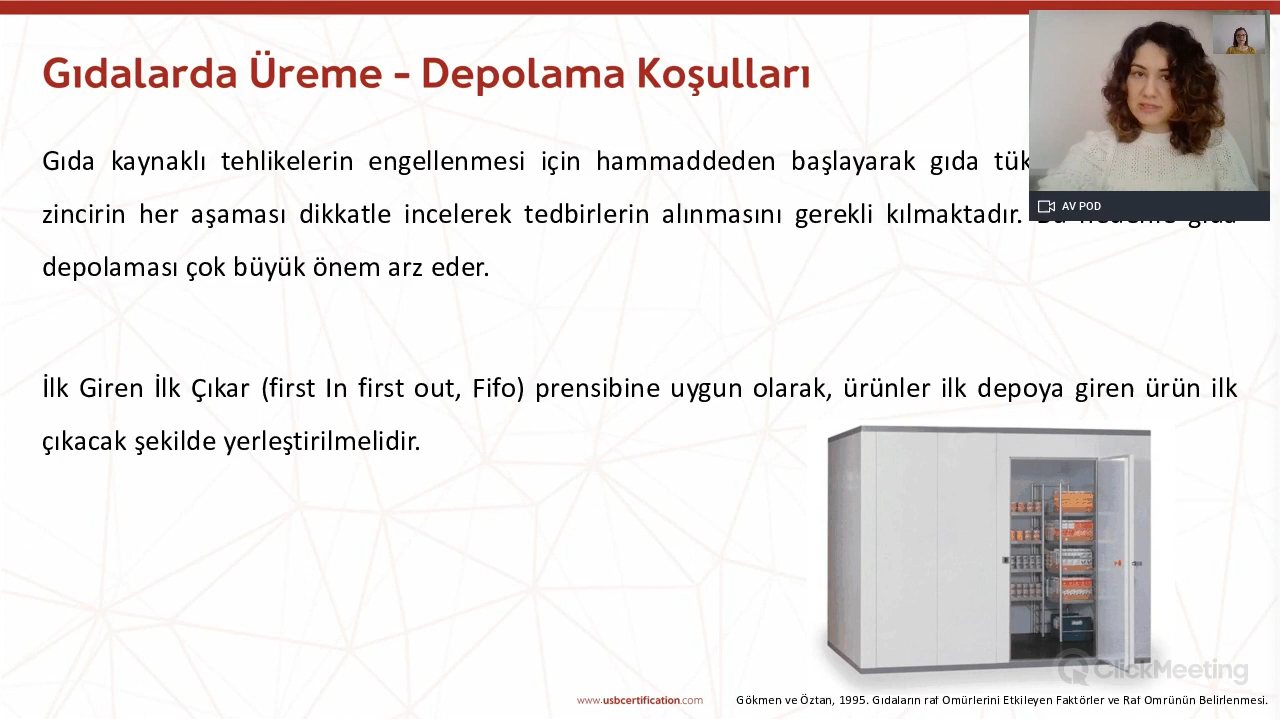 Gıdalarda Üreme - Depolama Koşulları
Gıda kaynaklı tehlikelerin engellenmesi için hammaddeden başlayarak gıda
zincirin her aşaması dikkatle incelerek tedbirlerin alınmasını gerekli kılmaktadır.
depolaması çok büyük önem arz eder.
İlk Giren İlk Çıkar (first In first out, Fifo) prensibine uygun olarak, ürünler ilk depoya giren ürün ilk
çıkacak şekilde yerleştirilmelidir.
AV POD
ClickMeeting
www.usbcertification.com
Gökmen ve Öztan, 1995. Gıdaların raf Omürlerini Etkileyen Faktörler ve Raf Omrünün Belirlenmesi.